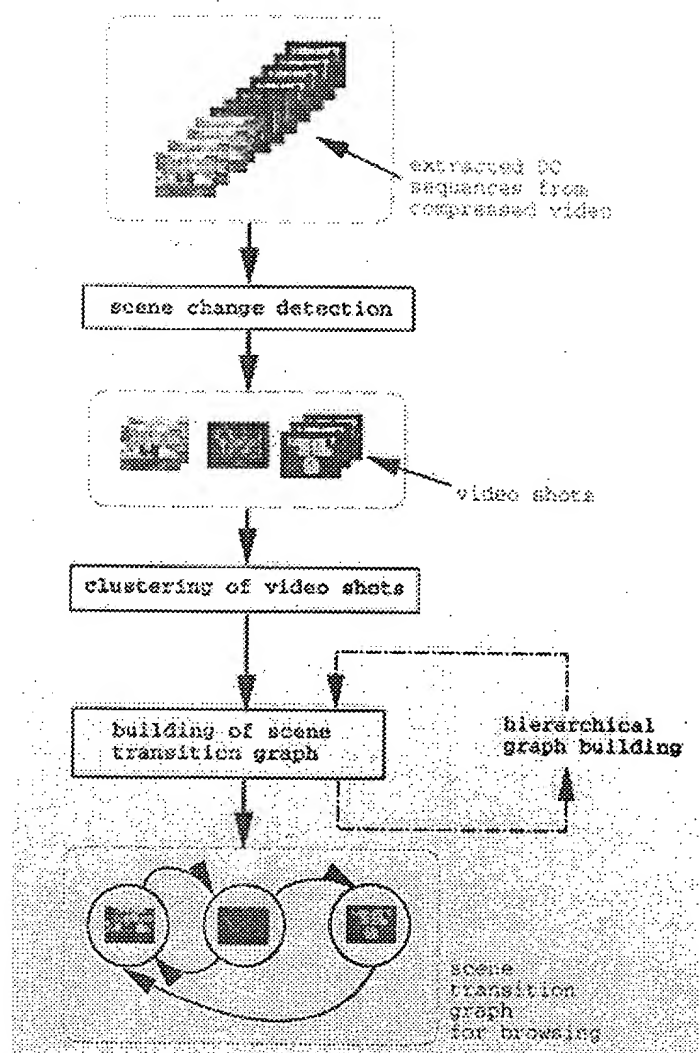 extracted DC
sequences from
compressed video
scene change detection
video shots
clustering of video shots
building of scene
transition graph
hierarchical
graph building
scene
transition
graph
for browsing